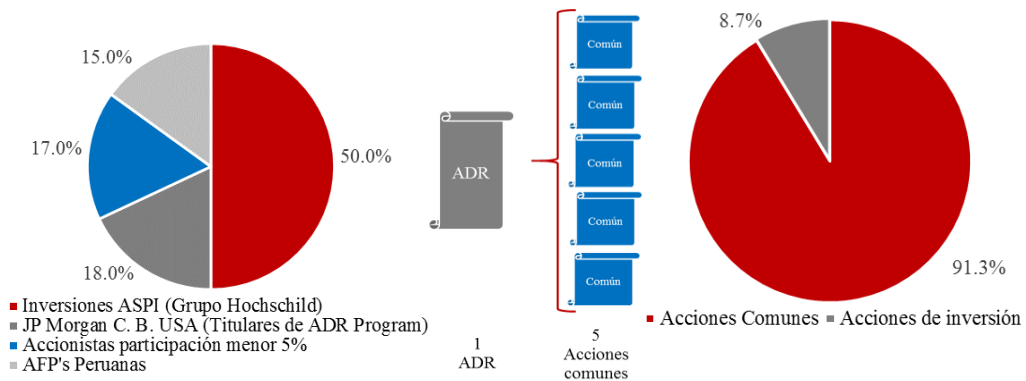 15.0%
17.0%
18.0%
50.0%
Inversiones ASPI (Grupo Hochschild)
JP Morgan C. B. USA (Titulares de ADR Program)
Accionistas participación menor 5%
AFP's Peruanas
ADR
1
ADR
Común
Común
Común
Común
Común
5
Acciones
comunes
8.7%
91.3%
Acciones Comunes
Acciones de inversión